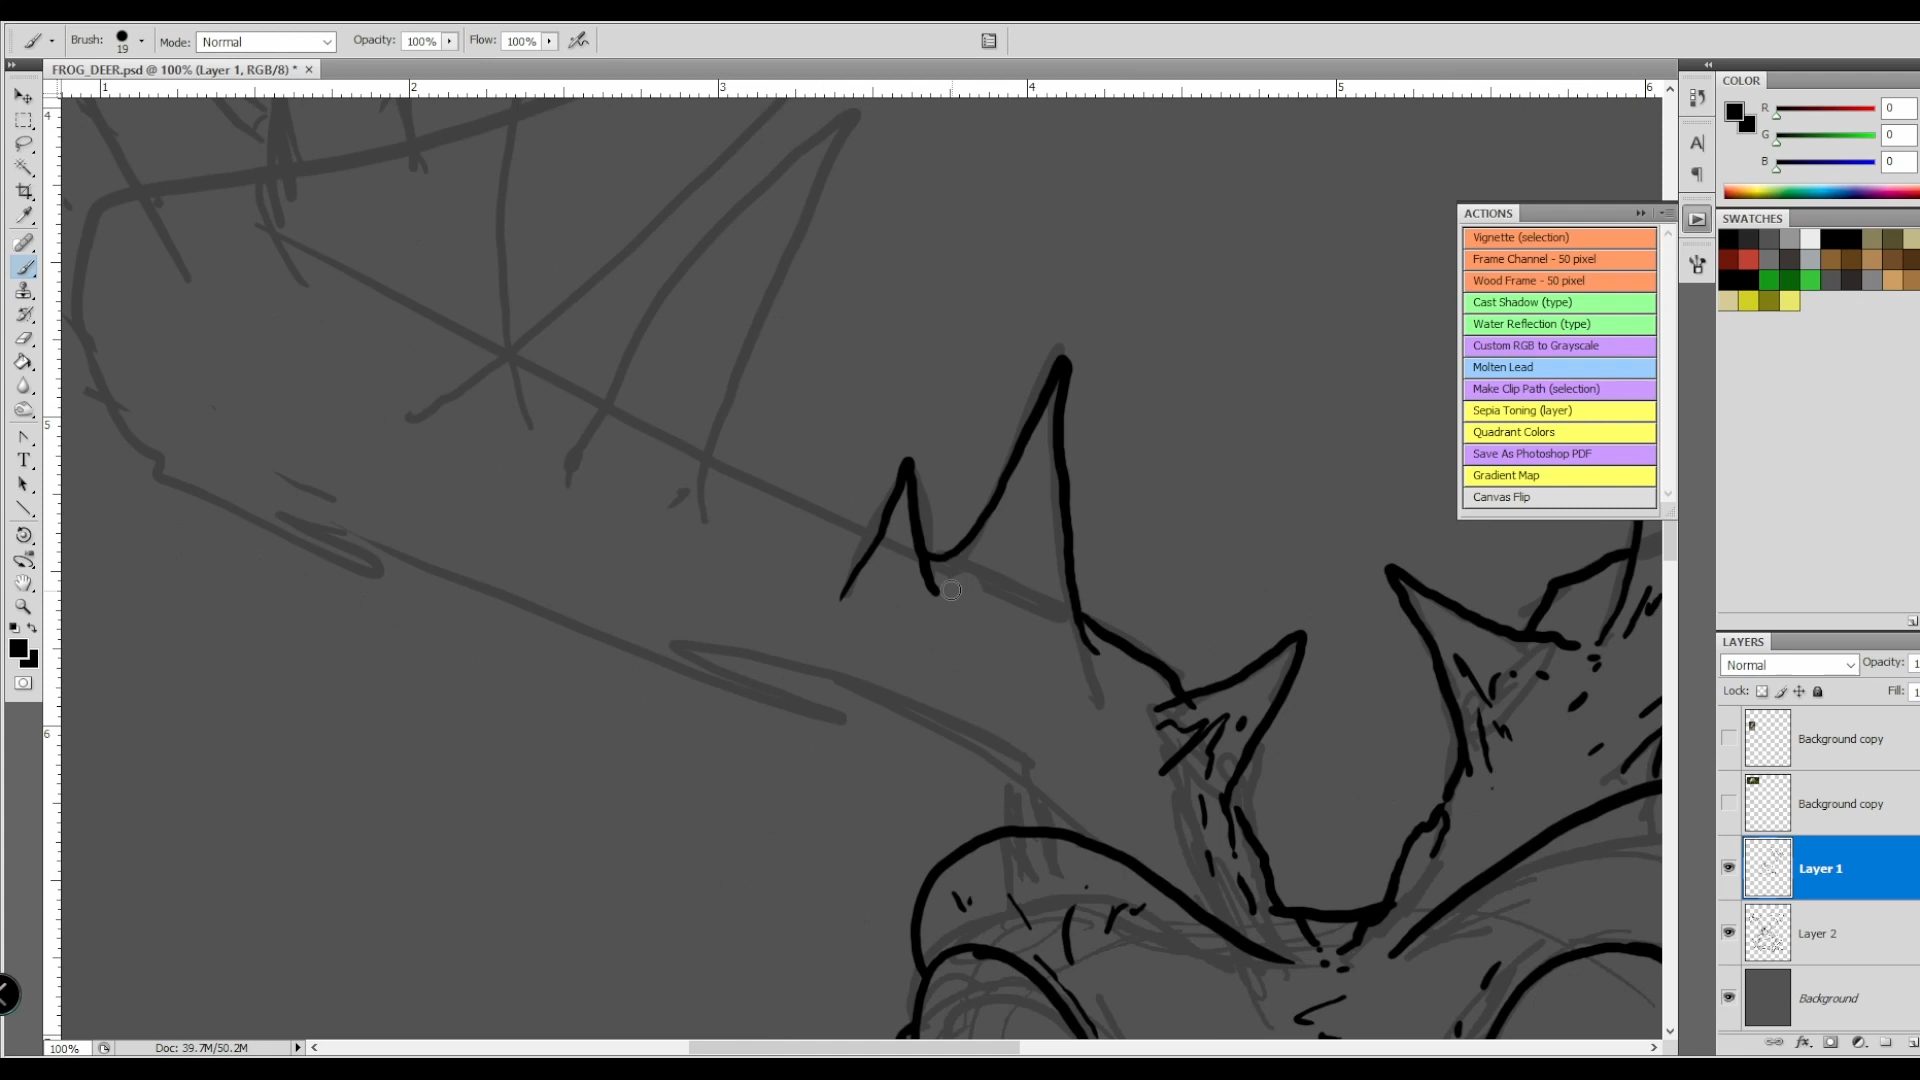 Brush: 19 Mode: Normal Opacity: 100% Flow: 100%
FROG_DEER.psd @ 100% (Layer 1, RGB/8) * ×
1 2 3 4 5 6
4
5
6
COLOR
R 0
G 0
B 0
ACTIONS
Vignette (selection)
Frame Channel - 50 pixel
Wood Frame - 50 pixel
Cast Shadow (type)
Water Reflection (type)
Custom RGB to Grayscale
Molten Lead
Make Clip Path (selection)
Sepia Toning (layer)
Quadrant Colors
Save As Photoshop PDF
Gradient Map
Canvas Flip
SWATCHES
LAYERS
Normal Opacity: 1
Lock: Fill: 1
Background copy
Background copy
Layer 1
Layer 2
Background
100% Doc: 39.7M/50.2M